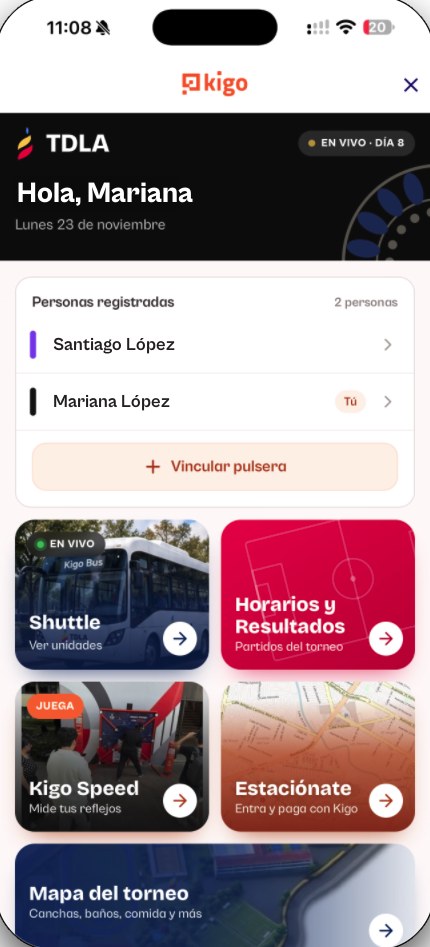 11:08
20
kigo
TDLA
EN VIVO · DÍA 8
Hola, Mariana
Lunes 23 de noviembre
Personas registradas
2 personas
Santiago López
Mariana López
Tú
+ Vincular pulsera
EN VIVO
Kigo Bus
Shuttle
Ver unidades
Horarios y
Resultados
Partidos del torneo
JUEGA
Kigo Speed
Mide tus reflejos
Estaciónate
Entra y paga con Kigo
Mapa del torneo
Canchas, baños, comida y más